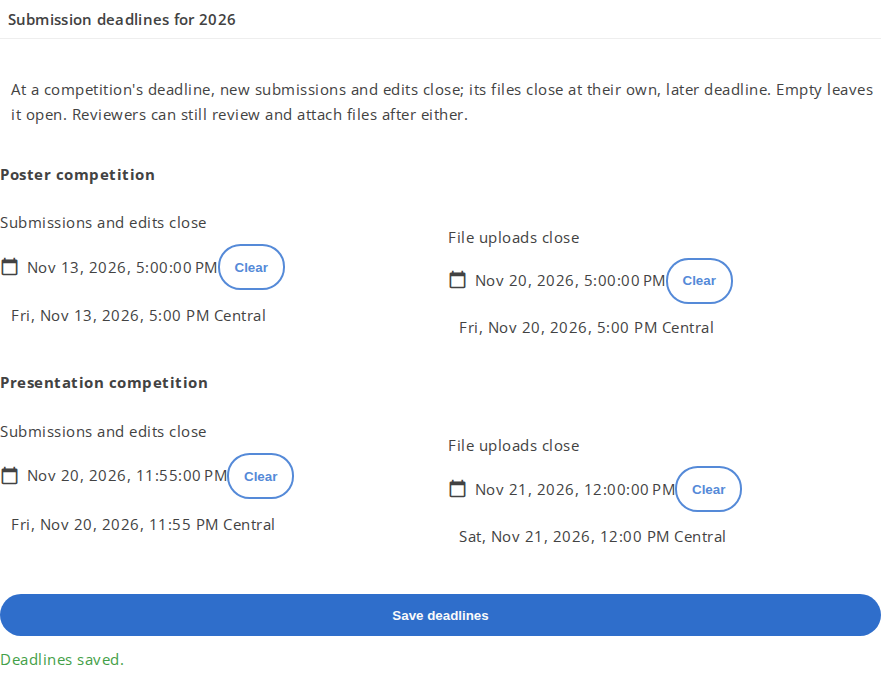 Submission deadlines for 2026
At a competition's deadline, new submissions and edits close; its files close at their own, later deadline. Empty leaves
it open. Reviewers can still review and attach files after either.
Poster competition
Submissions and edits close
Nov 13, 2026, 5:00:00 PM Clear
Fri, Nov 13, 2026, 5:00 PM Central
File uploads close
Nov 20, 2026, 5:00:00 PM Clear
Fri, Nov 20, 2026, 5:00 PM Central
Presentation competition
Submissions and edits close
Nov 20, 2026, 11:55:00 PM Clear
Fri, Nov 20, 2026, 11:55 PM Central
File uploads close
Nov 21, 2026, 12:00:00 PM Clear
Sat, Nov 21, 2026, 12:00 PM Central
Save deadlines
Deadlines saved.